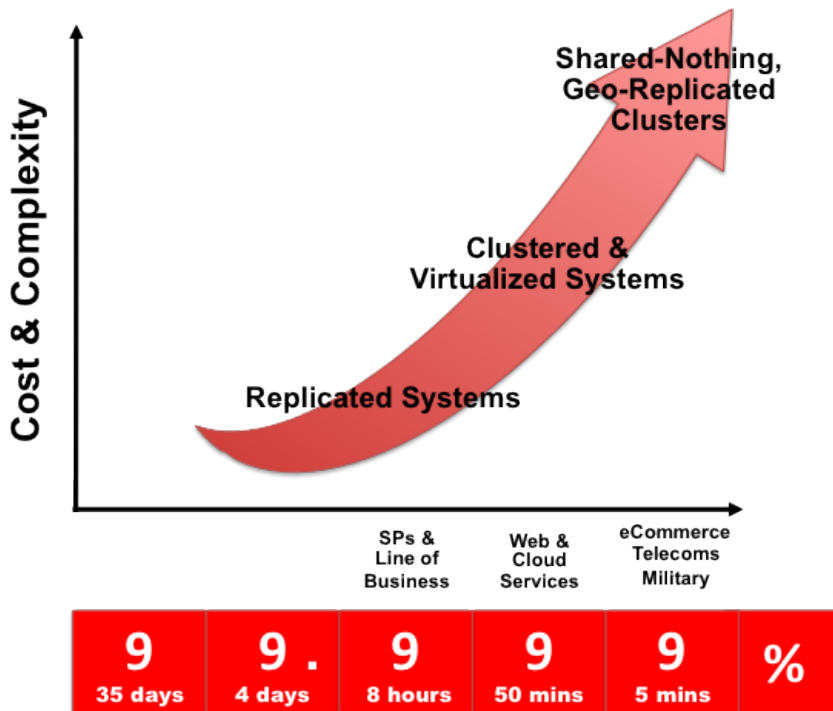 Shared-Nothing,
Geo-Replicated
Clusters
Cost & Complexity
Clustered &
Virtualized Systems
Replicated Systems
SPs &
Line of
Business
Web &
Cloud
Services
eCommerce
Telecoms
Military
9 9 . 9 9 9 %
35 days 4 days 8 hours 50 mins 5 mins